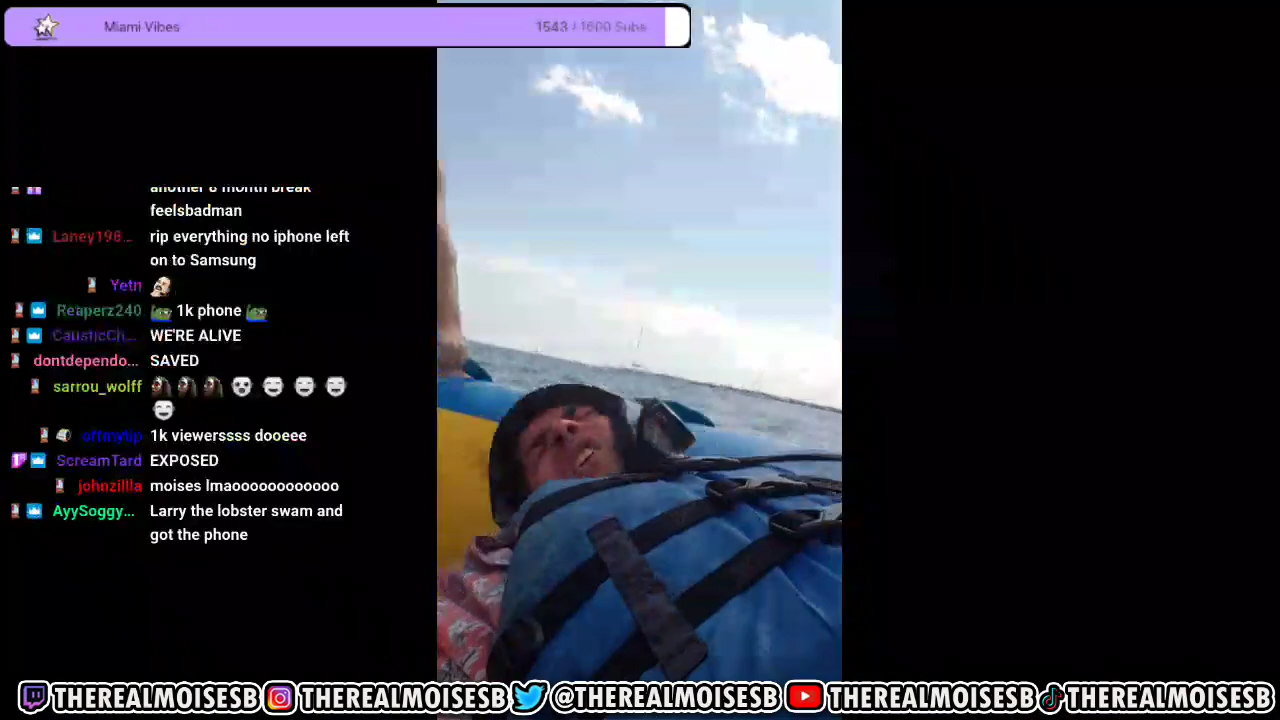 Miami Vibes 1543 / 1600 Subs
another 8 month break
feelsbadman
Laney198... rip everything no iphone left
on to Samsung
Yetn
Reaperz240 1k phone
CausticCh... WE'RE ALIVE
dontdependo... SAVED
sarrou_wolff
1k viewerssss dooeee
ScreamTard EXPOSED
johnzillla moises lmaoooooooooooo
AyySoggy... Larry the lobster swam and
got the phone
THEREALMOISESB THEREALMOISESB @THEREALMOISESB THEREALMOISESB THEREALMOISESB